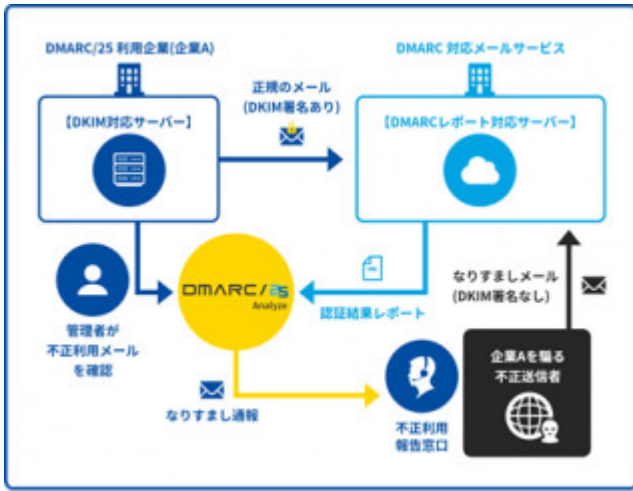 DMARC/25 利用企業(企業A)
DMARC 対応メールサービス
正規のメール
(DKIM署名あり)
【DKIM対応サーバー】
【DMARCレポート対応サーバー】
なりすましメール
(DKIM署名なし)
DMARC/25
Analyze
認証結果レポート
管理者が
不正利用メール
を確認
企業Aを騙る
不正送信者
なりすまし通報
不正利用
報告窓口